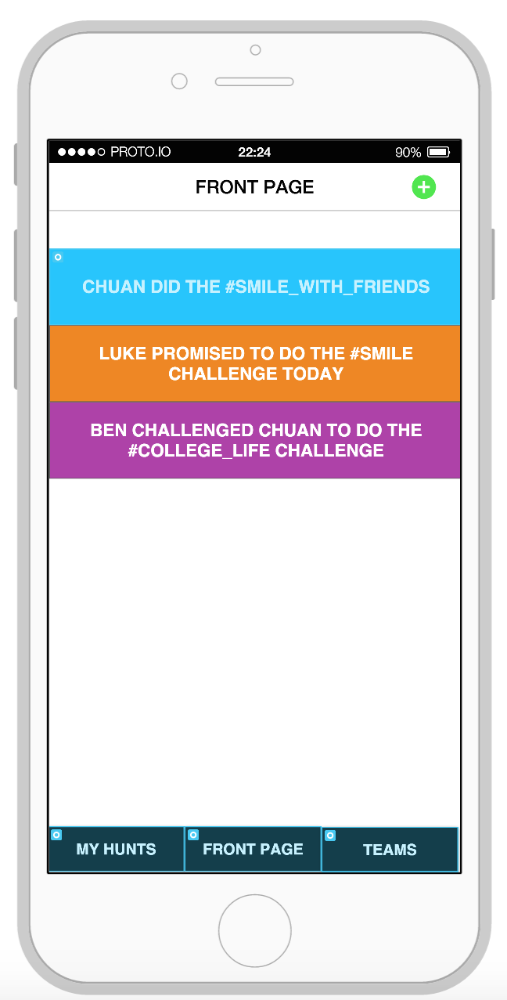 PROTO.IO 22:24 90%
FRONT PAGE
CHUAN DID THE #SMILE_WITH_FRIENDS
LUKE PROMISED TO DO THE #SMILE
CHALLENGE TODAY
BEN CHALLENGED CHUAN TO DO THE
#COLLEGE_LIFE CHALLENGE
MY HUNTS FRONT PAGE TEAMS